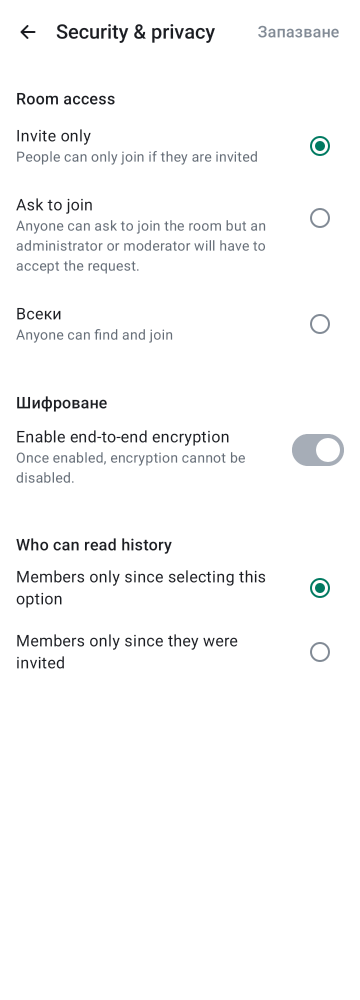 Security & privacy
Запазване
Room access
Invite only
People can only join if they are invited
Ask to join
Anyone can ask to join the room but an
administrator or moderator will have to
accept the request.
Всеки
Anyone can find and join
Шифроване
Enable end-to-end encryption
Once enabled, encryption cannot be
disabled.
Who can read history
Members only since selecting this
option
Members only since they were
invited